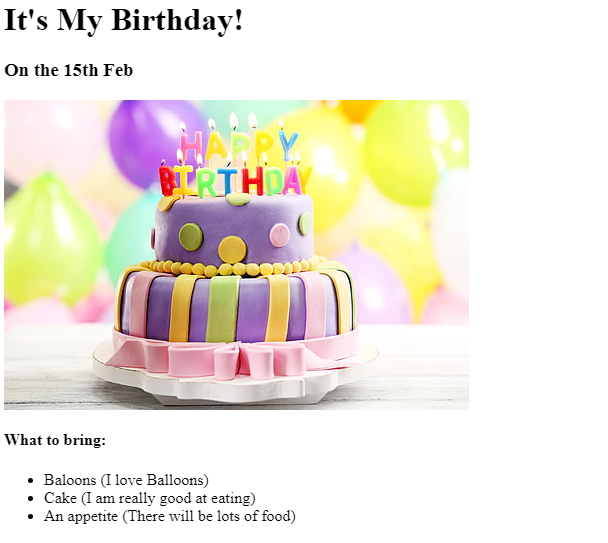 It's My Birthday!
On the 15th Feb
HAPPY
BIRTHDAY
What to bring:
Baloons (I love Balloons)
Cake (I am really good at eating)
An appetite (There will be lots of food)